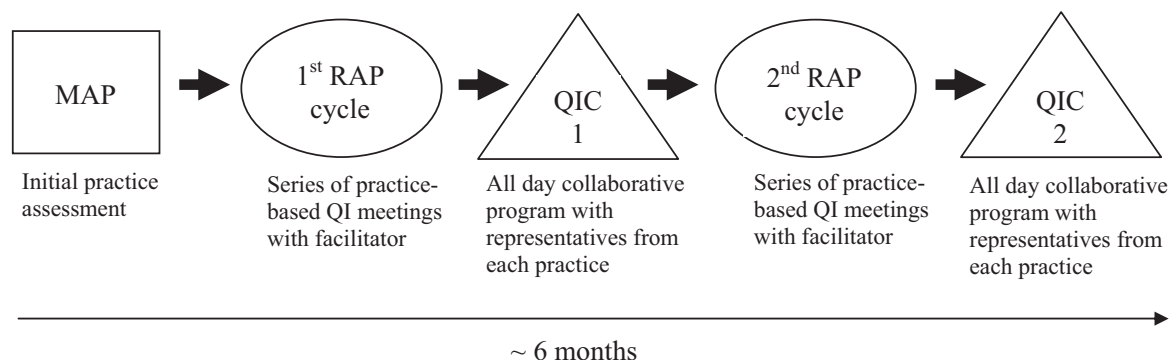 MAP
1st RAP
cycle
QIC
1
2nd RAP
cycle
QIC
2
Initial practice
assessment
Series of practice-
based QI meetings
with facilitator
All day collaborative
program with
representatives from
each practice
Series of practice-
based QI meetings
with facilitator
All day collaborative
program with
representatives from
each practice
~ 6 months